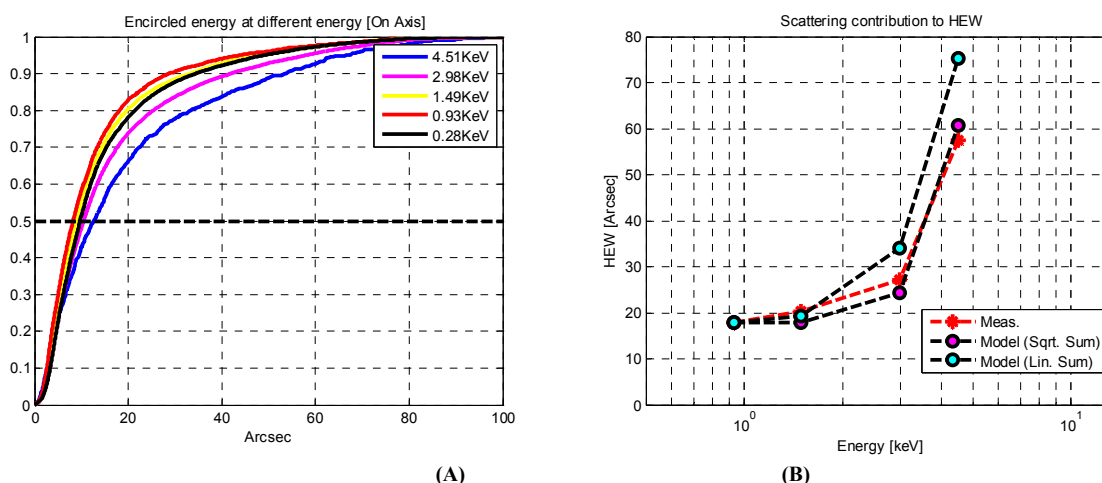 Encircled energy at different energy [On Axis]
1
0.9
0.8
0.7
0.6
0.5
0.4
0.3
0.2
0.1
0
0 20 40 60 80 100
Arcsec
4.51KeV
2.98KeV
1.49KeV
0.93KeV
0.28KeV
(A)
Scattering contribution to HEW
HEW [Arcsec]
80
70
60
50
40
30
20
10
0
10^0 10^1
Energy [keV]
Meas.
Model (Sqrt. Sum)
Model (Lin. Sum)
(B)